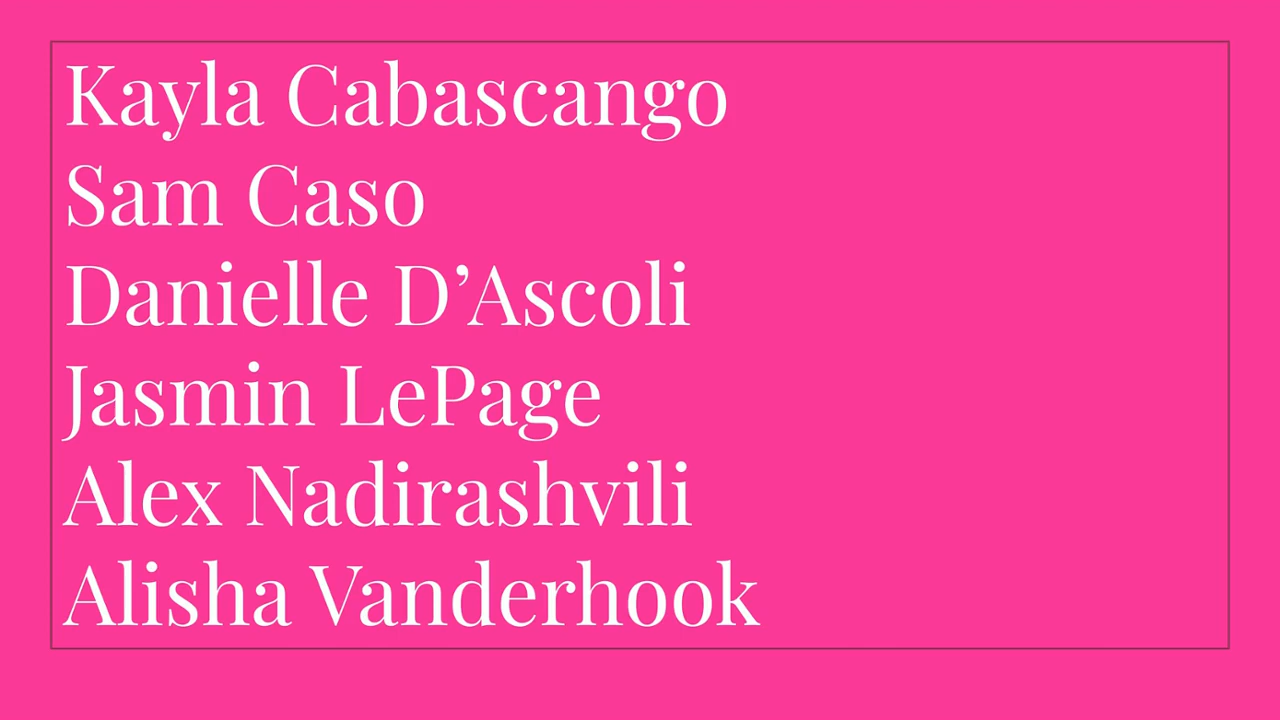 Kayla Cabascango
Sam Caso
Danielle D’Ascoli
Jasmin LePage
Alex Nadirashvili
Alisha Vanderhook